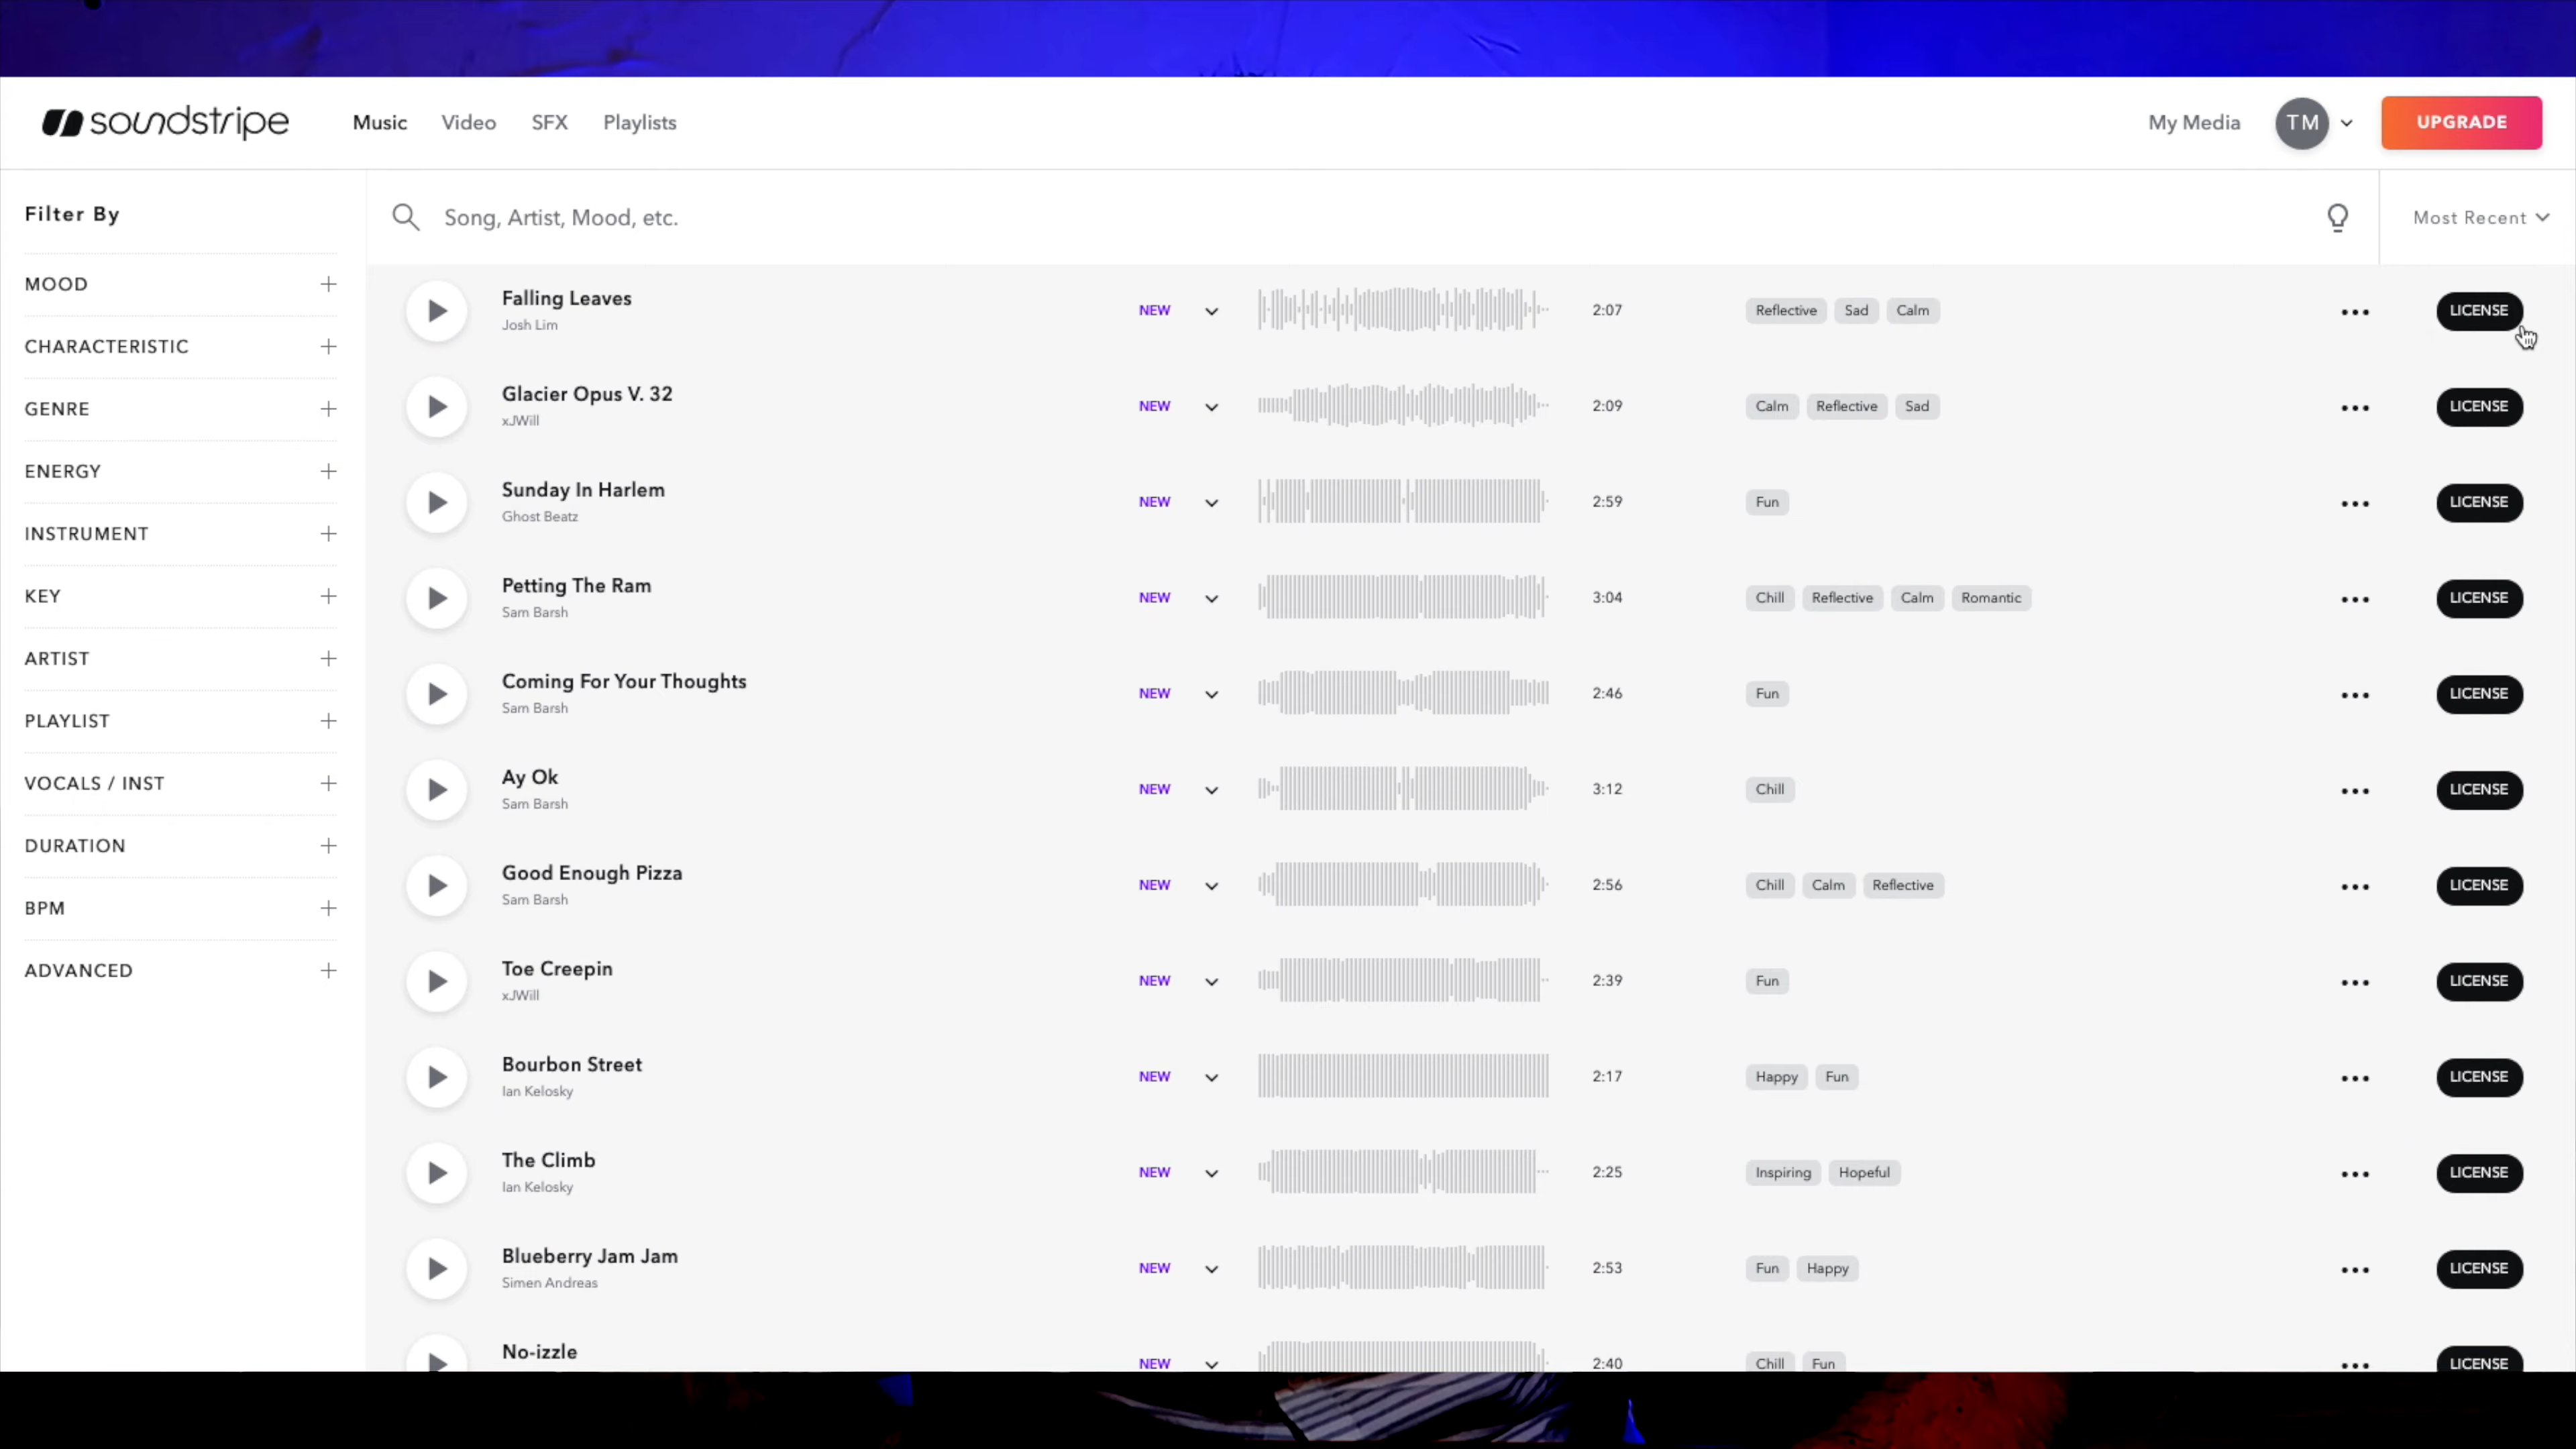 soundstripe Music Video SFX Playlists My Media TM UPGRADE
Filter By
Song, Artist, Mood, etc.
Most Recent
MOOD
CHARACTERISTIC
GENRE
ENERGY
INSTRUMENT
KEY
ARTIST
PLAYLIST
VOCALS / INST
DURATION
BPM
ADVANCED
Falling Leaves
Josh Lim
NEW 2:07 Reflective Sad Calm LICENSE
Glacier Opus V. 32
xJWill
NEW 2:09 Calm Reflective Sad LICENSE
Sunday In Harlem
Ghost Beatz
NEW 2:59 Fun LICENSE
Petting The Ram
Sam Barsh
NEW 3:04 Chill Reflective Calm Romantic LICENSE
Coming For Your Thoughts
Sam Barsh
NEW 2:46 Fun LICENSE
Ay Ok
Sam Barsh
NEW 3:12 Chill LICENSE
Good Enough Pizza
Sam Barsh
NEW 2:56 Chill Calm Reflective LICENSE
Toe Creepin
xJWill
NEW 2:39 Fun LICENSE
Bourbon Street
Ian Kelosky
NEW 2:17 Happy Fun LICENSE
The Climb
Ian Kelosky
NEW 2:25 Inspiring Hopeful LICENSE
Blueberry Jam Jam
Simen Andreas
NEW 2:53 Fun Happy LICENSE
No-izzle
NEW 2:40 Chill Fun LICENSE